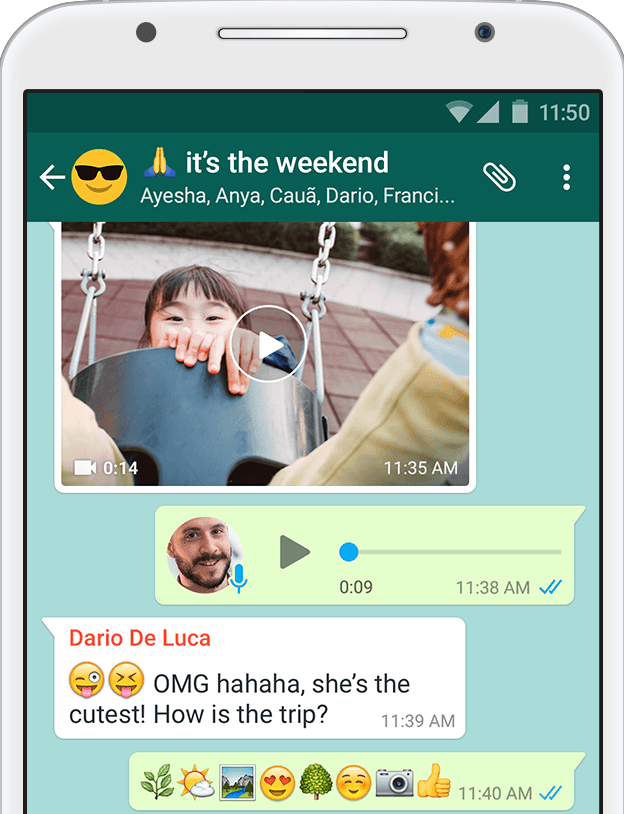 11:50
🙏 it’s the weekend
Ayesha, Anya, Cauã, Dario, Franci...
0:14
11:35 AM
0:09
11:38 AM
Dario De Luca
😜😝 OMG hahaha, she’s the
cutest! How is the trip?
11:39 AM
🌿🌤🏞😍🌳☺️📷👍 11:40 AM